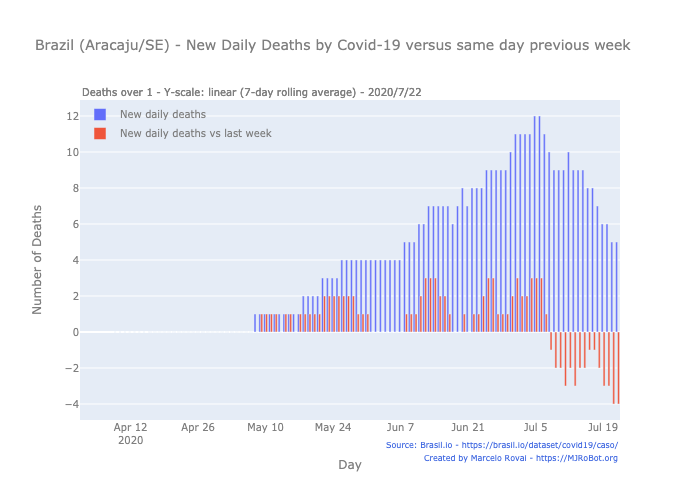 Brazil (Aracaju/SE) - New Daily Deaths by Covid-19 versus same day previous week
Deaths over 1 - Y-scale: linear (7-day rolling average) - 2020/7/22
New daily deaths
New daily deaths vs last week
12
10
8
6
4
2
0
−2
−4
Number of Deaths
Apr 12
2020
Apr 26
May 10
May 24
Jun 7
Jun 21
Jul 5
Jul 19
Day
Source: Brasil.io - https://brasil.io/dataset/covid19/caso/
Created by Marcelo Rovai - https://MJRoBot.org